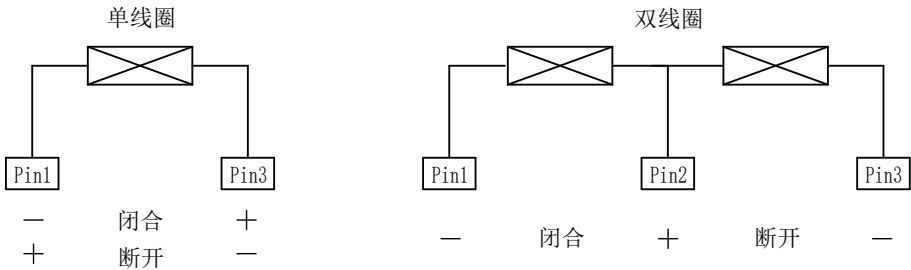 单线圈 双线圈
Pin1 Pin3 Pin1 Pin2 Pin3
— 闭合 +
+ 断开 —
— 闭合 + 断开 —